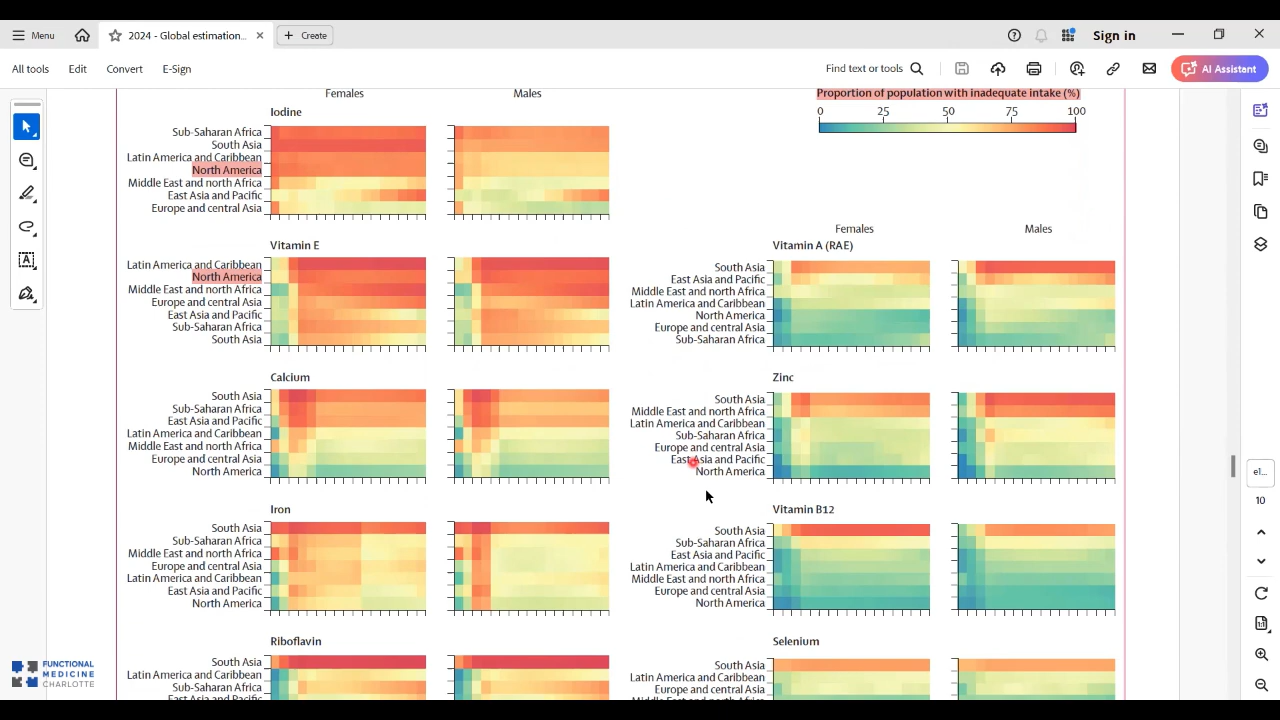 Menu
2024 - Global estimation...
Create
Sign in
All tools
Edit
Convert
E-Sign
Find text or tools
AI Assistant
Females
Males
Proportion of population with inadequate intake (%)
0 25 50 75 100
Iodine
Sub-Saharan Africa
South Asia
Latin America and Caribbean
North America
Middle East and north Africa
East Asia and Pacific
Europe and central Asia
Vitamin E
Latin America and Caribbean
North America
Middle East and north Africa
Europe and central Asia
East Asia and Pacific
Sub-Saharan Africa
South Asia
Calcium
South Asia
Sub-Saharan Africa
East Asia and Pacific
Latin America and Caribbean
Middle East and north Africa
Europe and central Asia
North America
Iron
South Asia
Sub-Saharan Africa
Middle East and north Africa
Europe and central Asia
Latin America and Caribbean
East Asia and Pacific
North America
Riboflavin
South Asia
Latin America and Caribbean
Sub-Saharan Africa
East Asia and Pacific
Females
Males
Vitamin A (RAE)
South Asia
East Asia and Pacific
Middle East and north Africa
Latin America and Caribbean
North America
Europe and central Asia
Sub-Saharan Africa
Zinc
South Asia
Middle East and north Africa
Latin America and Caribbean
Sub-Saharan Africa
Europe and central Asia
East Asia and Pacific
North America
Vitamin B12
South Asia
Sub-Saharan Africa
East Asia and Pacific
Latin America and Caribbean
Middle East and north Africa
Europe and central Asia
North America
Selenium
South Asia
Latin America and Caribbean
East Asia and Pacific
Middle East and north Africa
e1...
10
FUNCTIONAL
MEDICINE
CHARLOTTE